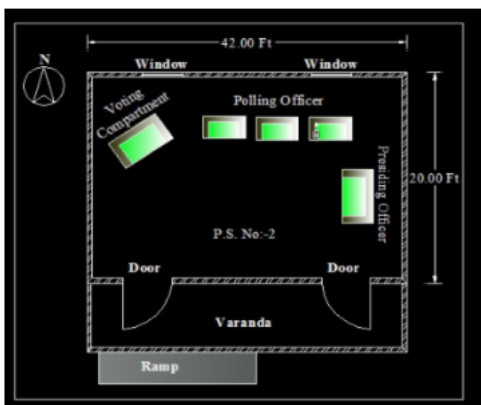 42.00 Ft
N
Window
Window
Voting
Compartment
Polling Officer
Presiding Officer
20.00 Ft
P.S. No:-2
Door
Door
Varanda
Ramp